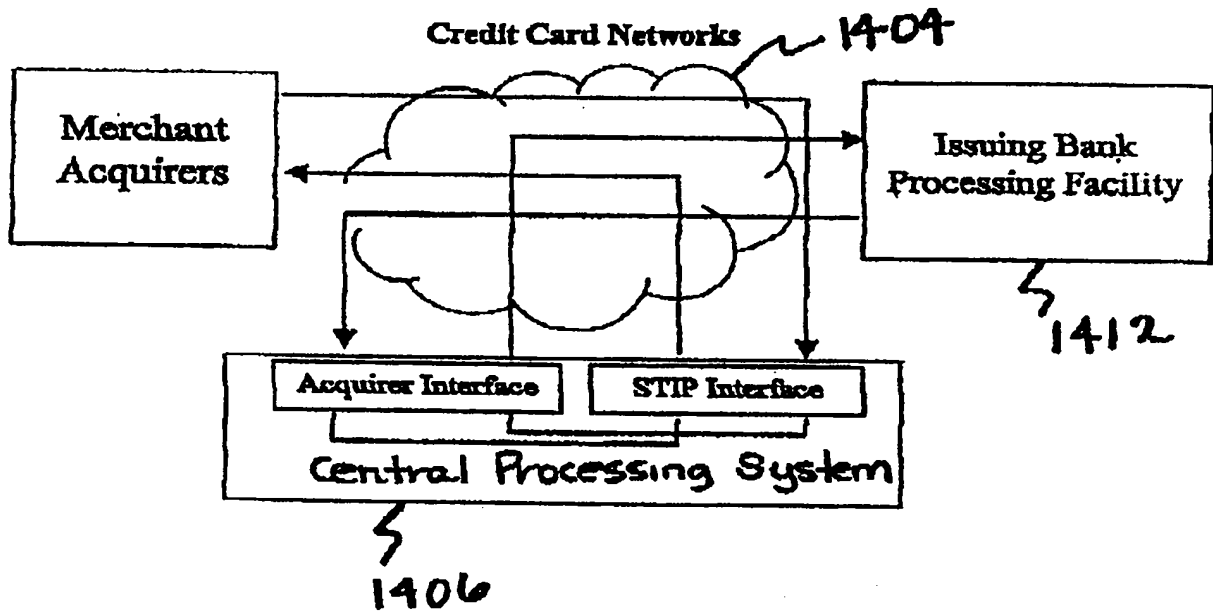 Credit Card Networks
1404
Merchant
Acquirers
Issuing Bank
Processing Facility
1412
Acquirer Interface
STIP Interface
Central Processing System
1406